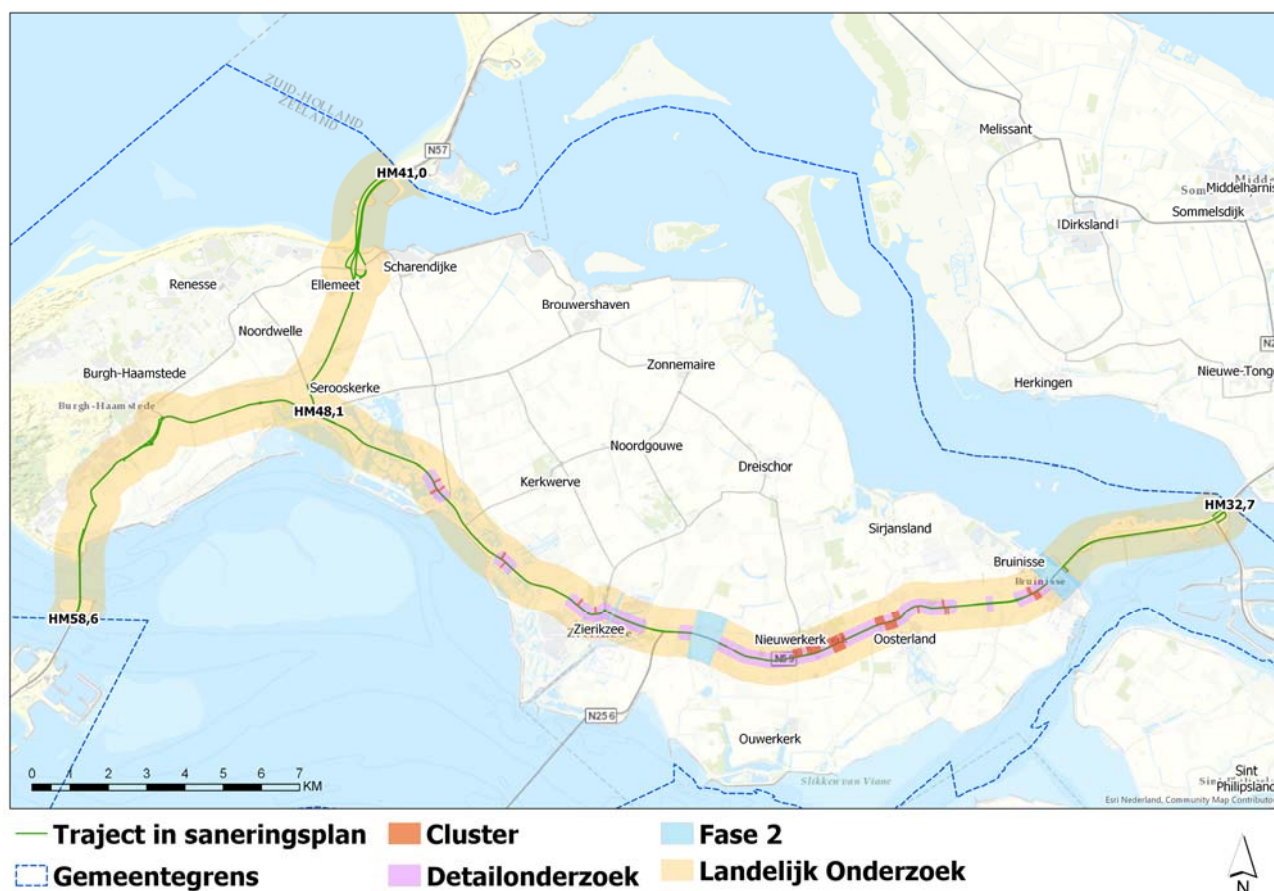 ZUID-HOLLAND
ZEELAND
N57
HM41,0
Melissant
Middelharnis
Sommelsdijk
Dirksland
Scharendijke
Renesse
Ellemeet
Brouwershaven
Noordwelle
Zonnemaire
Burgh-Haamstede
Serooskerke
Burgh-Haamstede
HM48,1
Herkingen
Nieuwe-Tonge
Noordgouwe
Dreischor
Kerkwerve
Sirjansland
HM32,7
Bruinisse
Bruinisse
HM58,6
Zierikzee
Nieuwerkerk
Oosterland
N59
N256
Ouwerkerk
Slikken van Viane
Sint
Philipsland
0 1 2 3 4 5 6 7
KM
Esri Nederland, Community Map Contributo
Traject in saneringsplan
Cluster
Fase 2
Gemeentegrens
Detailonderzoek
Landelijk Onderzoek
N